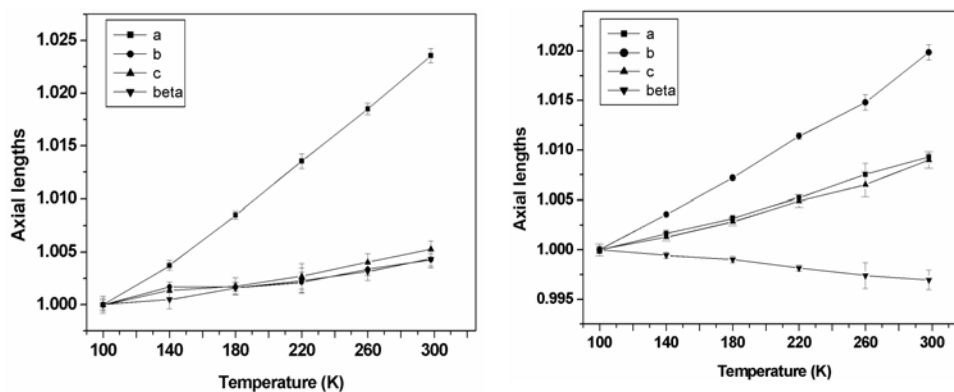 a
b
c
beta
1.025
1.020
1.015
1.010
1.005
1.000
Axial lengths
100 140 180 220 260 300
Temperature (K)
a
b
c
beta
1.020
1.015
1.010
1.005
1.000
0.995
Axial lengths
100 140 180 220 260 300
Temperature (K)